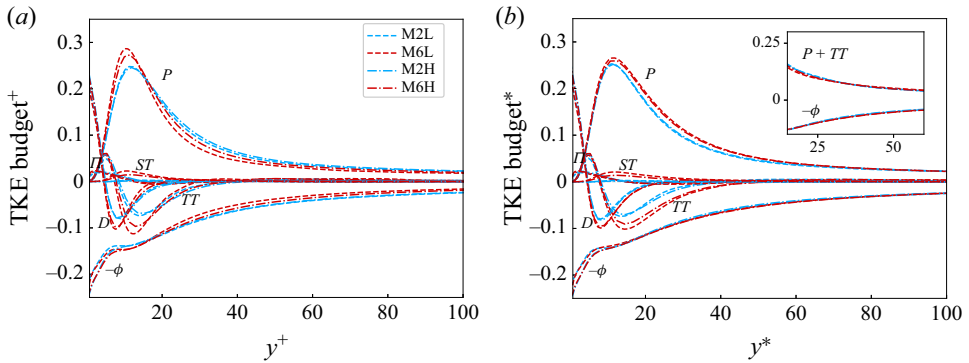 (a)
(b)
M2L
M6L
M2H
M6H
0.3
0.2
0.1
0
–0.1
–0.2
TKE budget⁺
P
Π
ST
TT
D
–ϕ
20
40
60
80
100
y⁺
0.3
0.2
0.1
0
–0.1
–0.2
TKE budget*
P
Π
ST
TT
D
–ϕ
0.25
0
P + TT
–ϕ
25
50
20
40
60
80
100
y*